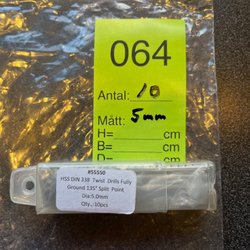 064
Antal: 10
Mått: 5mm
H= cm
B= cm
D= cm
#55550
HSS DIN 338 Twist Drills Fully
Ground 135° Split Point
Dia:5.0mm
Qty.:10pcs